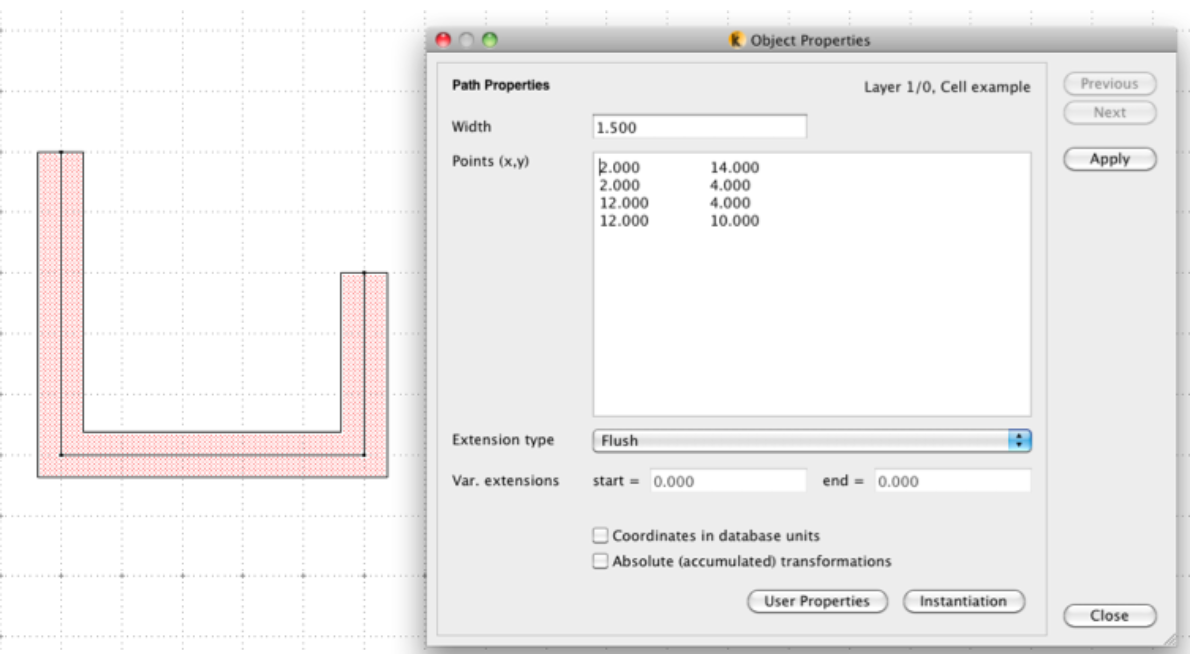 Object Properties
Path Properties
Layer 1/0, Cell example
Previous
Next
Width
1.500
Points (x,y)
2.000 14.000
2.000 4.000
12.000 4.000
12.000 10.000
Apply
Extension type
Flush
Var. extensions
start = 0.000
end = 0.000
Coordinates in database units
Absolute (accumulated) transformations
User Properties
Instantiation
Close